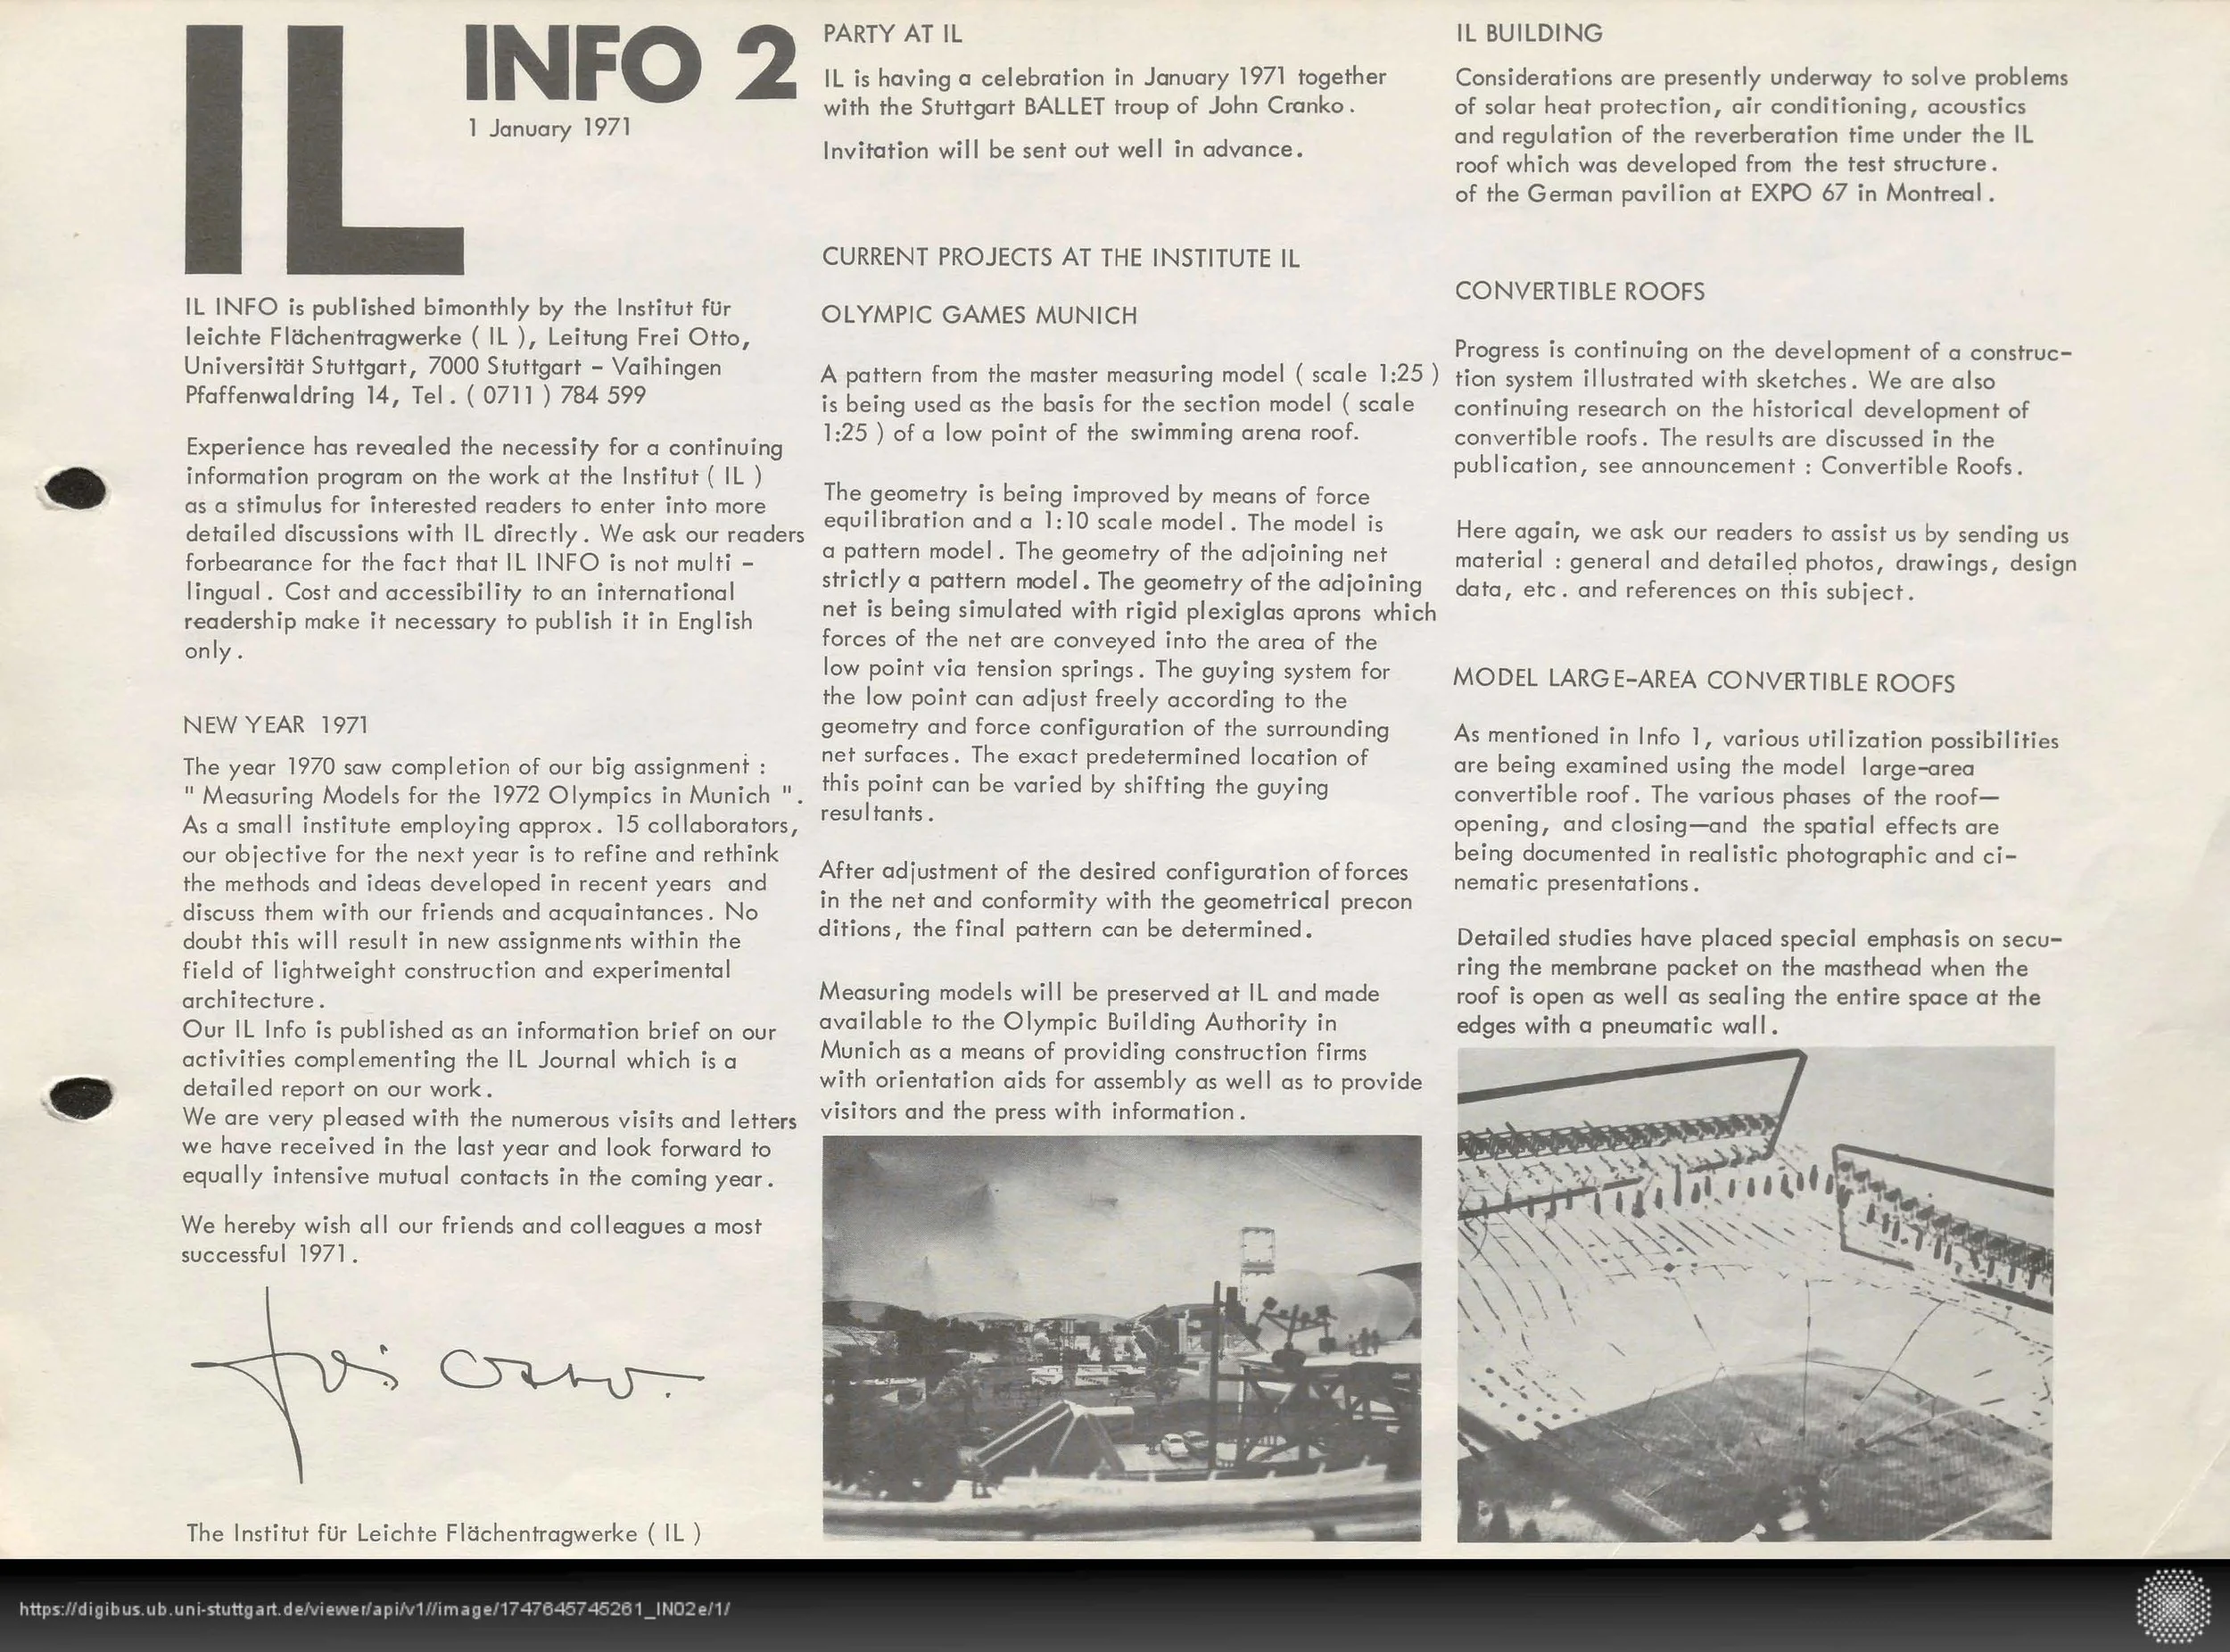 IL
INFO 2
1 January 1971
IL INFO is published bimonthly by the Institut für
leichte Flächentragwerke ( IL ), Leitung Frei Otto,
Universität Stuttgart, 7000 Stuttgart - Vaihingen
Pfaffenwaldring 14, Tel. ( 0711 ) 784 599
Experience has revealed the necessity for a continuing
information program on the work at the Institut ( IL )
as a stimulus for interested readers to enter into more
detailed discussions with IL directly. We ask our readers
forbearance for the fact that IL INFO is not multi -
lingual. Cost and accessibility to an international
readership make it necessary to publish it in English
only.
NEW YEAR 1971
The year 1970 saw completion of our big assignment :
" Measuring Models for the 1972 Olympics in Munich ".
As a small institute employing approx. 15 collaborators,
our objective for the next year is to refine and rethink
the methods and ideas developed in recent years and
discuss them with our friends and acquaintances. No
doubt this will result in new assignments within the
field of lightweight construction and experimental
architecture.
Our IL Info is published as an information brief on our
activities complementing the IL Journal which is a
detailed report on our work.
We are very pleased with the numerous visits and letters
we have received in the last year and look forward to
equally intensive mutual contacts in the coming year.
We hereby wish all our friends and colleagues a most
successful 1971.
Frei Otto.
The Institut für Leichte Flächentragwerke ( IL )
PARTY AT IL
IL is having a celebration in January 1971 together
with the Stuttgart BALLET troup of John Cranko.
Invitation will be sent out well in advance.
CURRENT PROJECTS AT THE INSTITUTE IL
OLYMPIC GAMES MUNICH
A pattern from the master measuring model ( scale 1:25 )
is being used as the basis for the section model ( scale
1:25 ) of a low point of the swimming arena roof.
The geometry is being improved by means of force
equilibration and a 1:10 scale model. The model is
a pattern model. The geometry of the adjoining net
strictly a pattern model. The geometry of the adjoining
net is being simulated with rigid plexiglas aprons which
forces of the net are conveyed into the area of the
low point via tension springs. The guying system for
the low point can adjust freely according to the
geometry and force configuration of the surrounding
net surfaces. The exact predetermined location of
this point can be varied by shifting the guying
resultants.
After adjustment of the desired configuration of forces
in the net and conformity with the geometrical precon
ditions, the final pattern can be determined.
Measuring models will be preserved at IL and made
available to the Olympic Building Authority in
Munich as a means of providing construction firms
with orientation aids for assembly as well as to provide
visitors and the press with information.
IL BUILDING
Considerations are presently underway to solve problems
of solar heat protection, air conditioning, acoustics
and regulation of the reverberation time under the IL
roof which was developed from the test structure.
of the German pavilion at EXPO 67 in Montreal.
CONVERTIBLE ROOFS
Progress is continuing on the development of a construc-
tion system illustrated with sketches. We are also
continuing research on the historical development of
convertible roofs. The results are discussed in the
publication, see announcement : Convertible Roofs.
Here again, we ask our readers to assist us by sending us
material : general and detailed photos, drawings, design
data, etc. and references on this subject.
MODEL LARGE-AREA CONVERTIBLE ROOFS
As mentioned in Info 1, various utilization possibilities
are being examined using the model large-area
convertible roof. The various phases of the roof—
opening, and closing—and the spatial effects are
being documented in realistic photographic and ci-
nematic presentations.
Detailed studies have placed special emphasis on secu-
ring the membrane packet on the masthead when the
roof is open as well as sealing the entire space at the
edges with a pneumatic wall.
https://digibus.ub.uni-stuttgart.de/viewer/api/v1//image/1747645745261_IN02e/1/